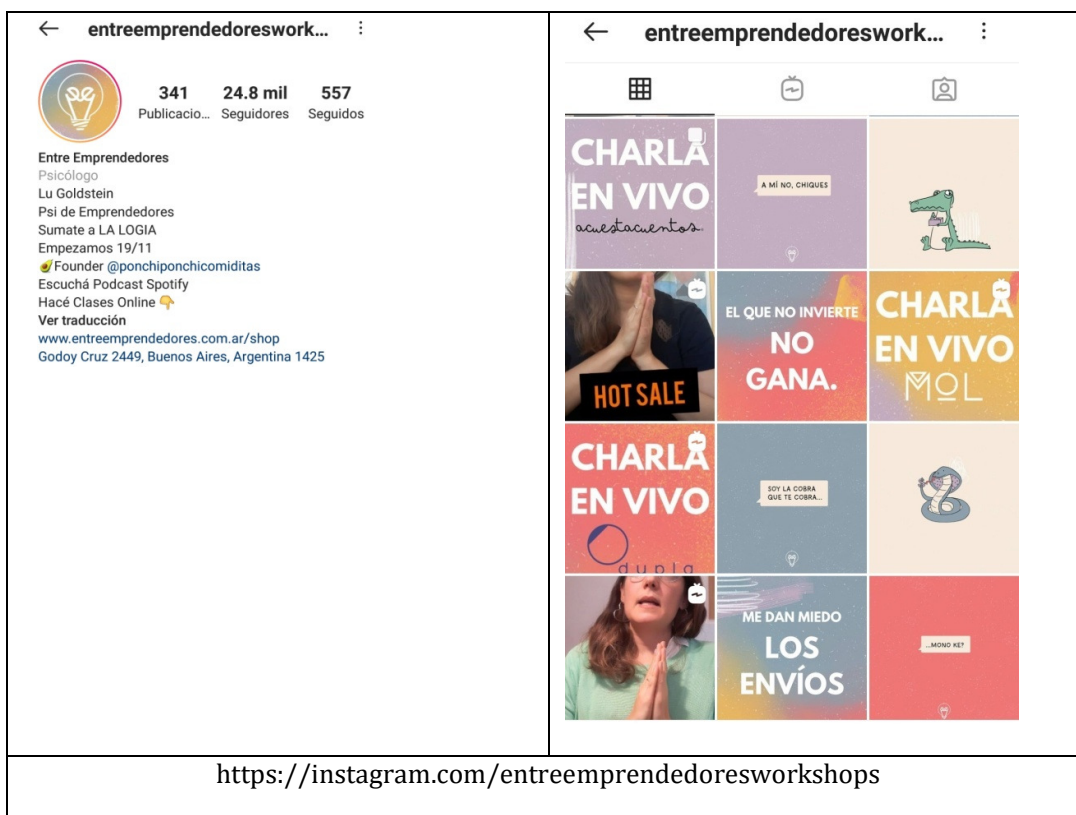 entreemprendedoreswork...
341 24.8 mil 557
Publicacio... Seguidores Seguidos
Entre Emprendedores
Psicólogo
Lu Goldstein
Psi de Emprendedores
Sumate a LA LOGIA
Empezamos 19/11
🥑Founder @ponchiponchicomiditas
Escuchá Podcast Spotify
Hacé Clases Online 👇
Ver traducción
www.entreemprendedores.com.ar/shop
Godoy Cruz 2449, Buenos Aires, Argentina 1425
entreemprendedoreswork...
CHARLA
EN VIVO
acuestacuentos
A MÍ NO, CHIQUES
HOT SALE
EL QUE NO INVIERTE
NO
GANA.
CHARLA
EN VIVO
MOL
CHARLA
EN VIVO
dupla
SOY LA COBRA
QUE TE COBRA...
ME DAN MIEDO
LOS
ENVÍOS
...MONO KE?
https://instagram.com/entreemprendedoresworkshops